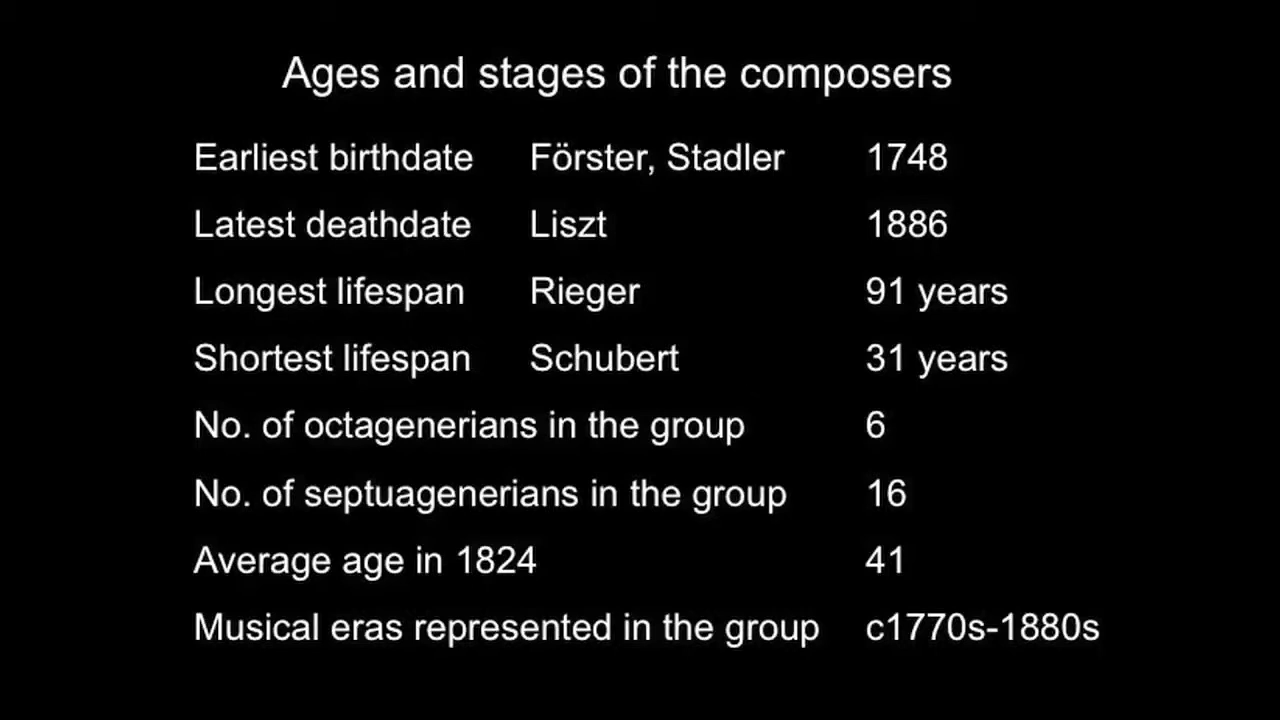 Ages and stages of the composers
Earliest birthdate Förster, Stadler 1748
Latest deathdate Liszt 1886
Longest lifespan Rieger 91 years
Shortest lifespan Schubert 31 years
No. of octagenerians in the group 6
No. of septuagenerians in the group 16
Average age in 1824 41
Musical eras represented in the group c1770s-1880s